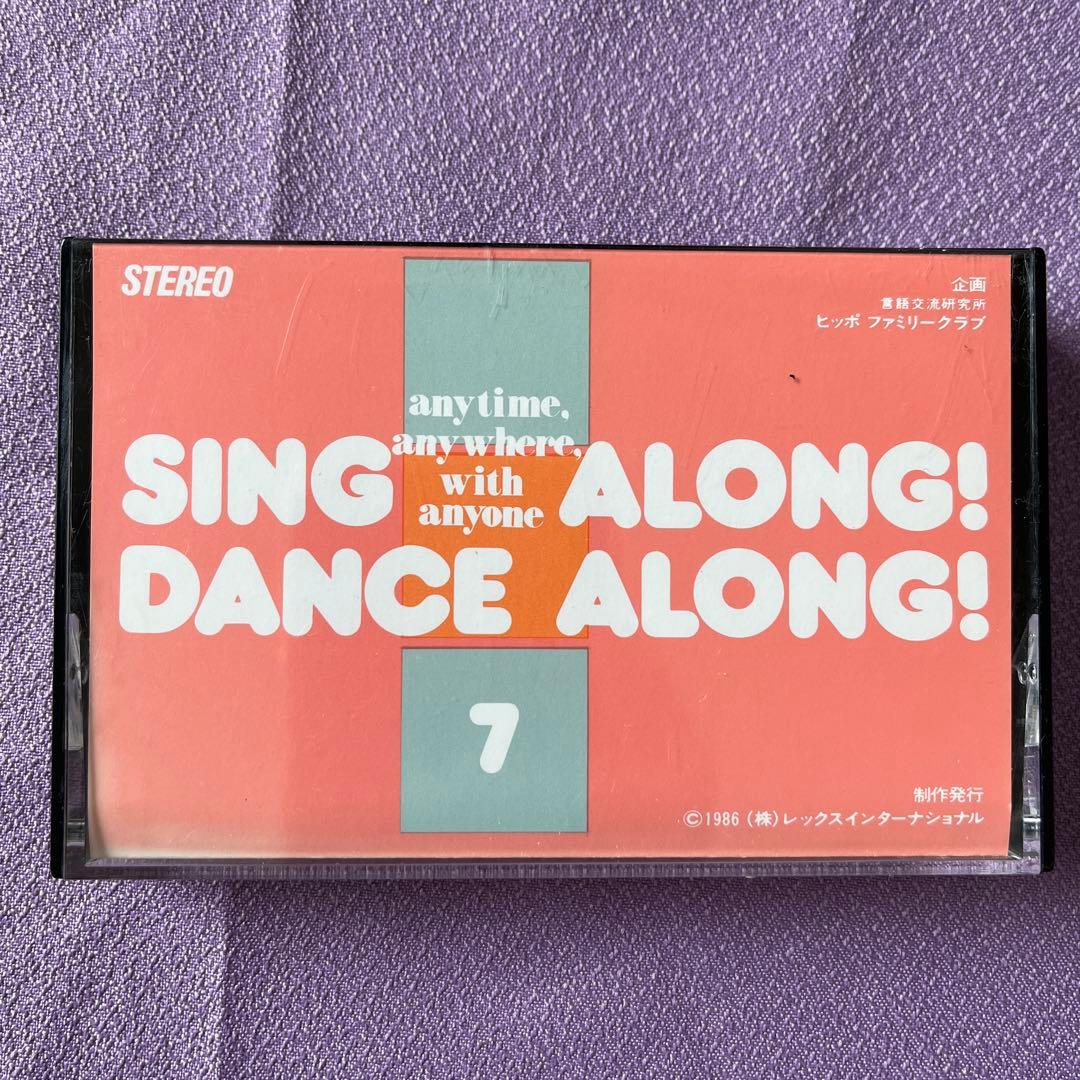 STEREO
企画
言語交流研究所
ヒッポ ファミリークラブ
anytime,
anywhere,
with
anyone
SING ALONG!
DANCE ALONG!
7
制作発行
©1986 (株)レックスインターナショナル